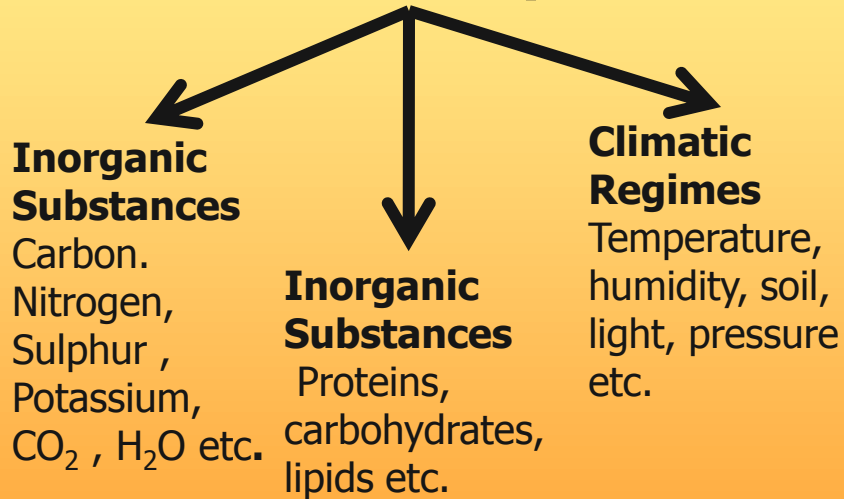 Inorganic
Substances
Carbon.
Nitrogen,
Sulphur ,
Potassium,
CO₂ , H₂O etc.
Inorganic
Substances
Proteins,
carbohydrates,
lipids etc.
Climatic
Regimes
Temperature,
humidity, soil,
light, pressure
etc.